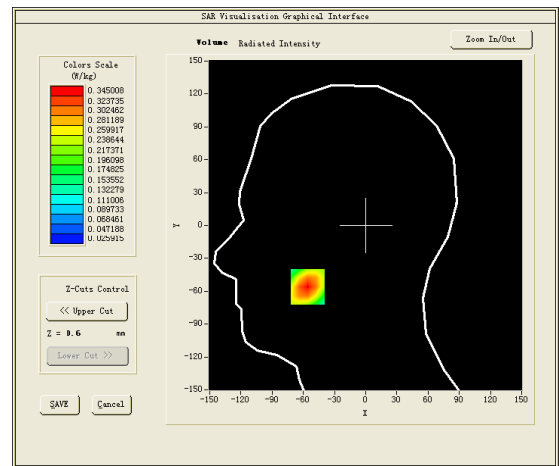 SAR Visualisation Graphical Interface
Volume Radiated Intensity
Zoom In/Out
Colors Scale
(W/kg)
0.345008
0.323735
0.302462
0.281189
0.259917
0.238644
0.217371
0.196098
0.174825
0.153552
0.132279
0.111006
0.089733
0.068461
0.047188
0.025915
Z-Cuts Control
<< Upper Cut
Z = 0.6 mm
Lower Cut >>
SAVE Cancel
150
120
90
60
30
0
-30
-60
-90
-120
-150
Y
-150 -120 -90 -60 -30 0 30 60 90 120 150
X